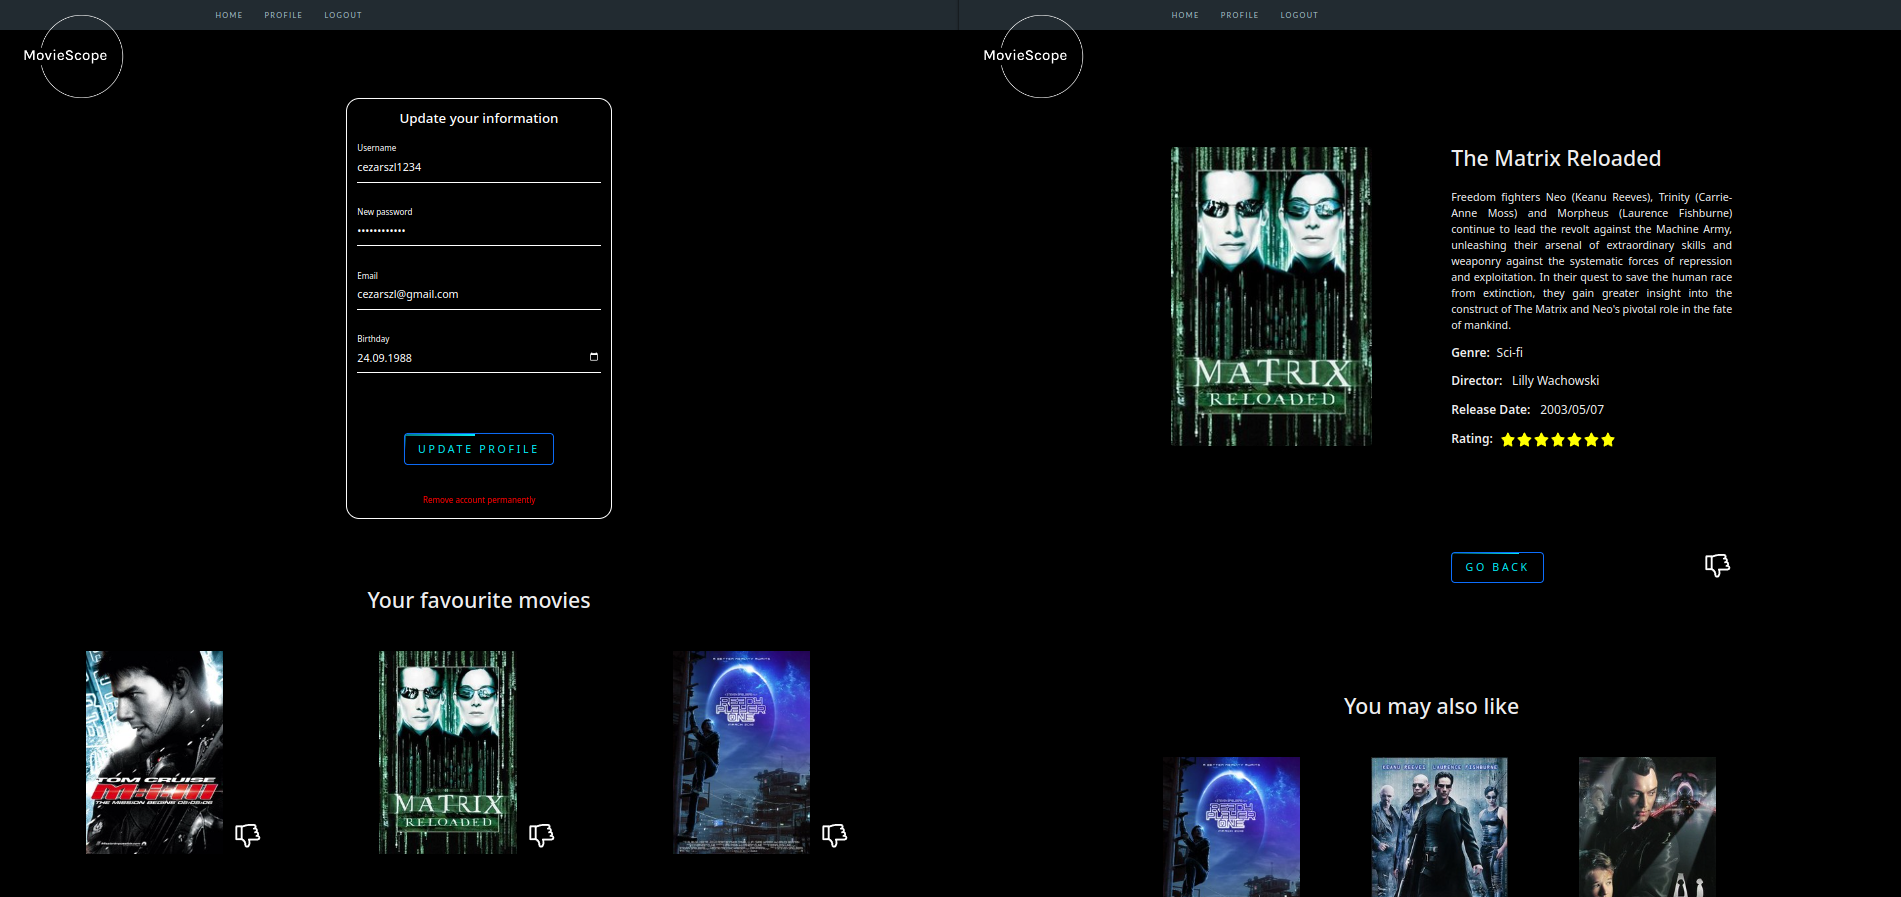 HOME PROFILE LOGOUT
MovieScope
Update your information
Username
cezarszl1234
New password
••••••••••••
Email
cezarszl@gmail.com
Birthday
24.09.1988
UPDATE PROFILE
Remove account permanently
Your favourite movies
TOM CRUISE
M:i:III
THE MISSION BEGINS 05:05:06
MATRIX
RELOADED
A BETTER REALITY AWAITS
READY
PLAYER
ONE
HOME PROFILE LOGOUT
MovieScope
MATRIX
RELOADED
The Matrix Reloaded
Freedom fighters Neo (Keanu Reeves), Trinity (Carrie-
Anne Moss) and Morpheus (Laurence Fishburne)
continue to lead the revolt against the Machine Army,
unleashing their arsenal of extraordinary skills and
weaponry against the systematic forces of repression
and exploitation. In their quest to save the human race
from extinction, they gain greater insight into the
construct of The Matrix and Neo's pivotal role in the fate
of mankind.
Genre: Sci-fi
Director: Lilly Wachowski
Release Date: 2003/05/07
Rating:
GO BACK
You may also like
A BETTER REALITY AWAITS
READY
PLAYER
ONE
KEANU REEVES LAURENCE FISHBURNE
A.i